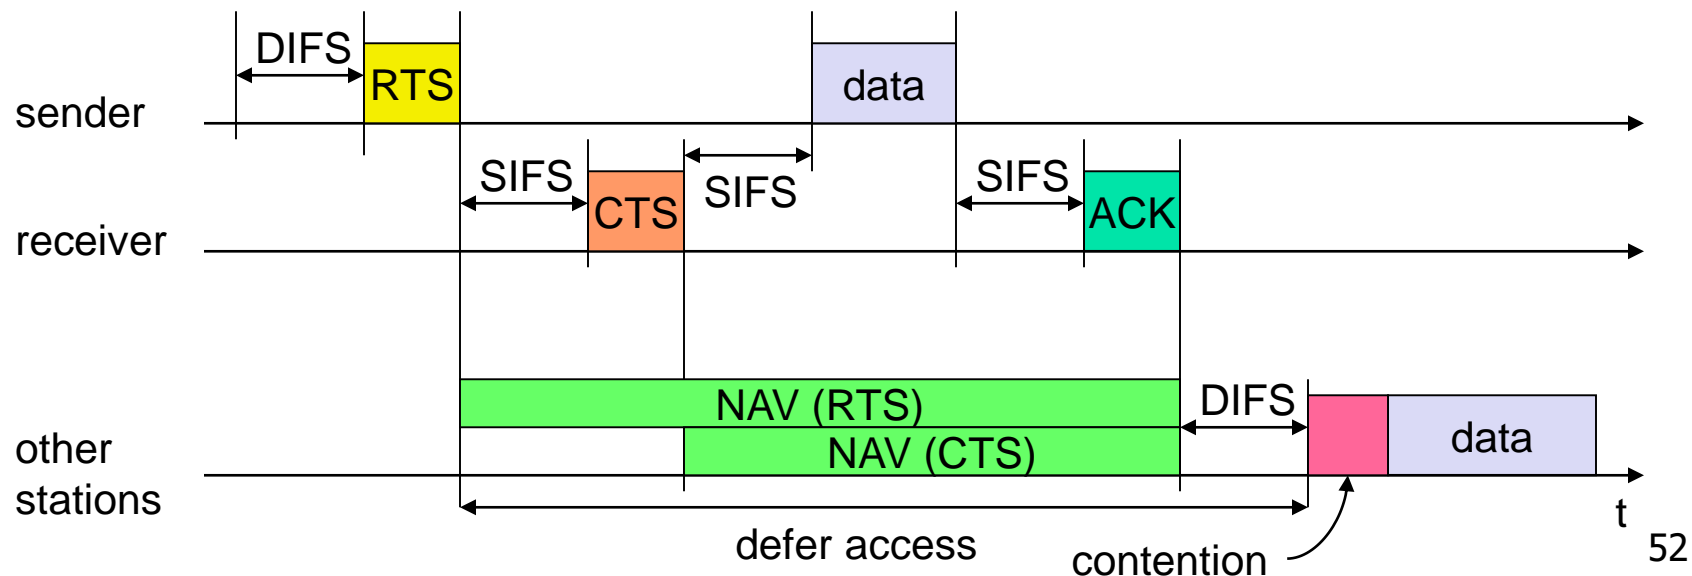 DIFS
RTS
data
sender
SIFS
CTS
SIFS
SIFS
ACK
receiver
NAV (RTS)
DIFS
NAV (CTS)
data
other
stations
t
defer access
contention
52